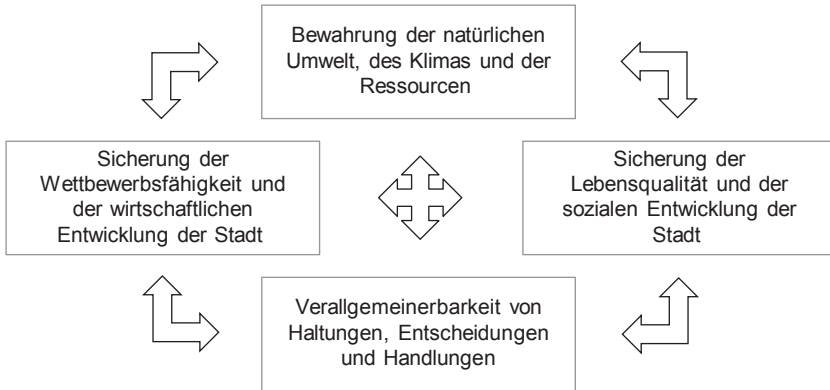 Bewahrung der natürlichen
Umwelt, des Klimas und der
Ressourcen
Sicherung der
Wettbewerbsfähigkeit und
der wirtschaftlichen
Entwicklung der Stadt
Sicherung der
Lebensqualität und der
sozialen Entwicklung der
Stadt
Verallgemeinerbarkeit von
Haltungen, Entscheidungen
und Handlungen